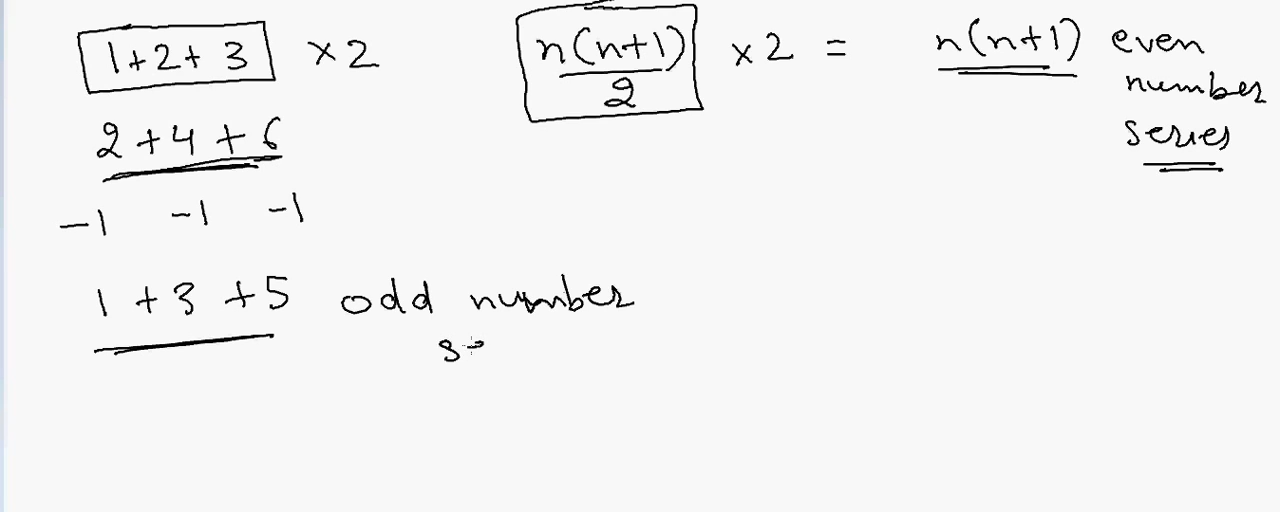 1+2+3 ×2 n(n+1)/2 ×2 = n(n+1) even
number
2+4+6 series
-1 -1 -1
1+3+5 odd number